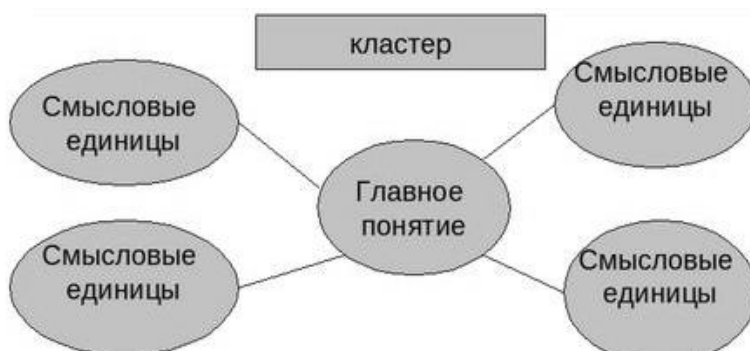 кластер
Смысловые
единицы
Смысловые
единицы
Главное
понятие
Смысловые
единицы
Смысловые
единицы